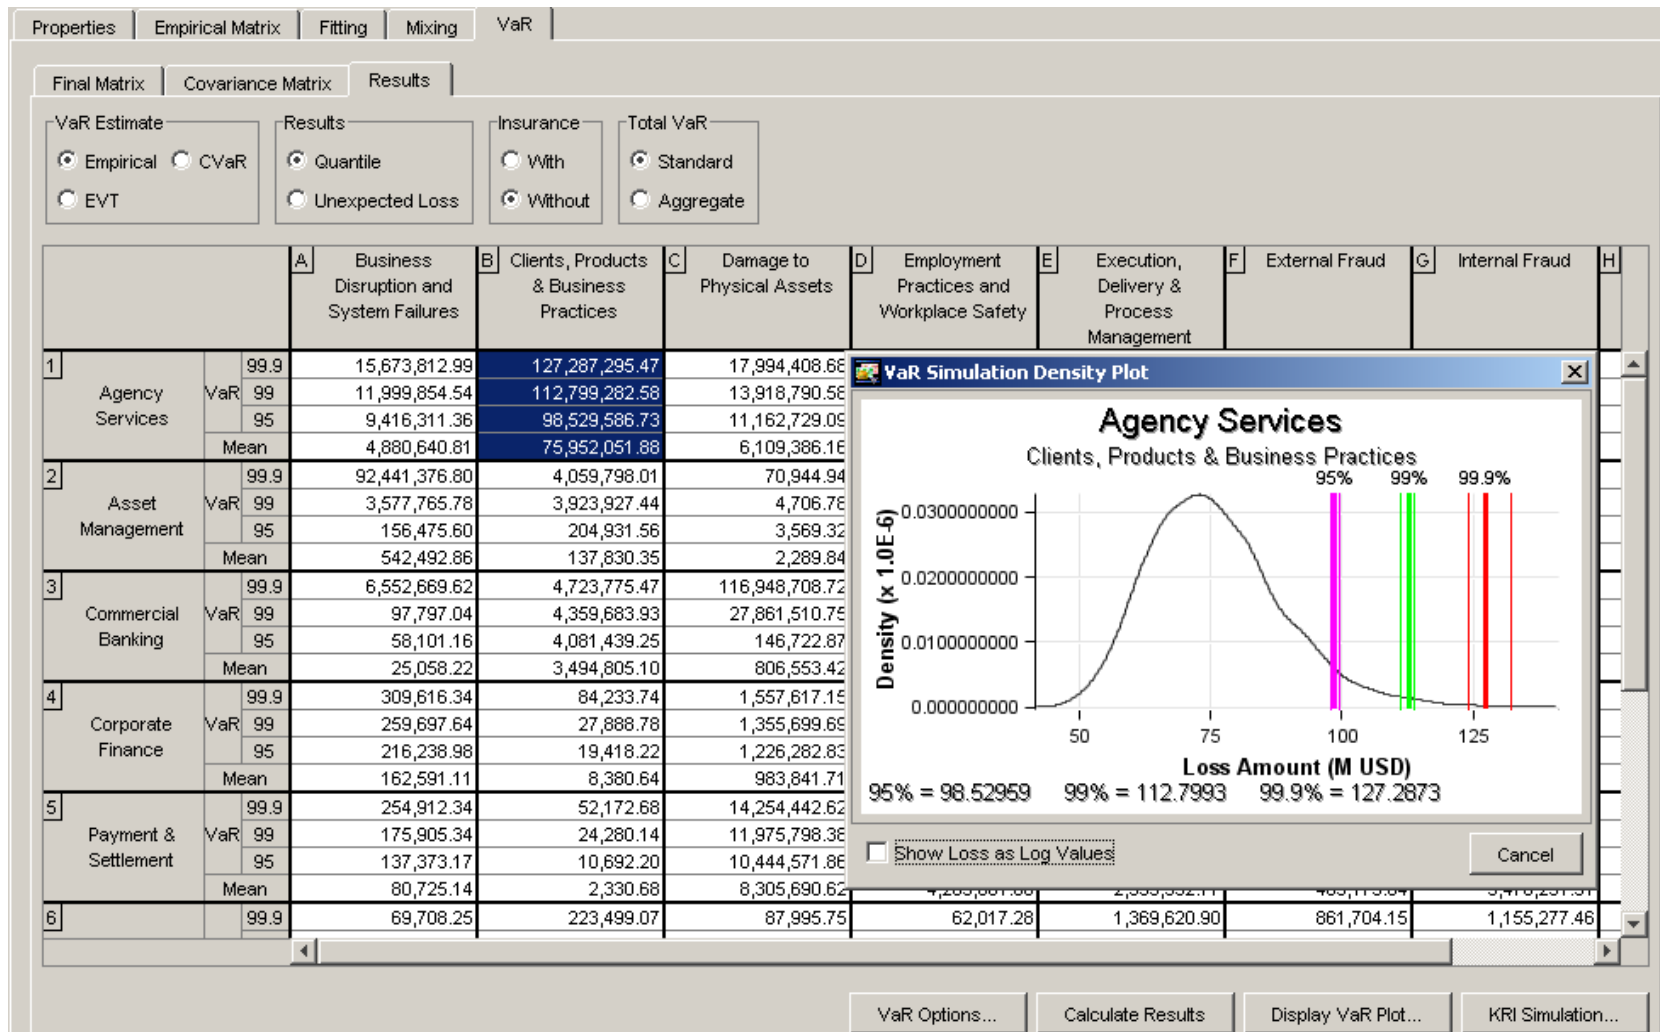 Properties Empirical Matrix Fitting Mixing VaR
Final Matrix Covariance Matrix Results
VaR Estimate Results Insurance Total VaR
Empirical CVaR Quantile With Standard
EVT Unexpected Loss Without Aggregate
A Business B Clients, Products C Damage to D Employment E Execution, F External Fraud G Internal Fraud H
Disruption and & Business Physical Assets Practices and Delivery &
System Failures Practices Workplace Safety Process
Management
1 99.9 15,673,812.99 127,287,295.47 17,994,408.68
Agency VaR 99 11,999,854.54 112,799,282.58 13,918,790.58
Services 95 9,416,311.36 98,529,586.73 11,162,729.09
Mean 4,880,640.81 75,952,051.88 6,109,386.16
2 99.9 92,441,376.80 4,059,798.01 70,944.94
Asset VaR 99 3,577,765.78 3,923,927.44 4,706.78
Management 95 156,475.60 204,931.56 3,569.32
Mean 542,492.86 137,830.35 2,289.84
3 99.9 6,552,669.62 4,723,775.47 116,948,708.72
Commercial VaR 99 97,797.04 4,359,683.93 27,861,510.75
Banking 95 58,101.16 4,081,439.25 146,722.87
Mean 25,058.22 3,494,805.10 806,553.42
4 99.9 309,616.34 84,233.74 1,557,617.15
Corporate VaR 99 259,697.64 27,888.78 1,355,699.69
Finance 95 216,238.98 19,418.22 1,226,282.83
Mean 162,591.11 8,380.64 983,841.71
5 99.9 254,912.34 52,172.68 14,254,442.62
Payment & VaR 99 175,905.34 24,280.14 11,975,798.38
Settlement 95 137,373.17 10,692.20 10,444,571.86
Mean 80,725.14 2,330.68 8,305,690.62
6 99.9 69,708.25 223,499.07 87,995.75 62,017.28 1,369,620.90 861,704.15 1,155,277.46
VaR Simulation Density Plot
Agency Services
Clients, Products & Business Practices
95% 99% 99.9%
Density (x 1.0E-6)
0.0300000000
0.0200000000
0.0100000000
0.000000000
50 75 100 125
Loss Amount (M USD)
95% = 98.52959 99% = 112.7993 99.9% = 127.2873
Show Loss as Log Values Cancel
VaR Options... Calculate Results Display VaR Plot... KRI Simulation...